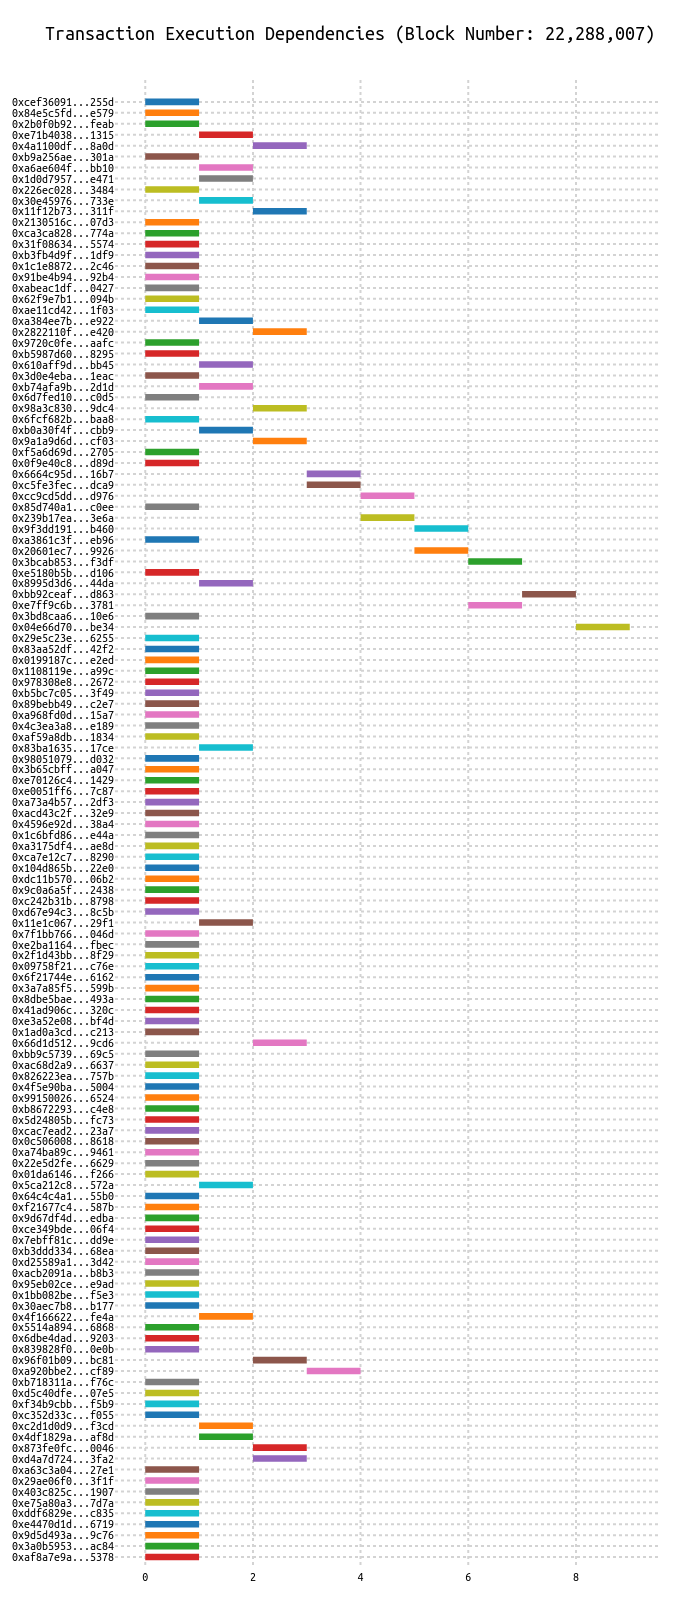 Transaction Execution Dependencies (Block Number: 22,288,007)
0xcef36091...255d
0x84e5c5fd...e579
0x2b0f0b92...feab
0xe71b4038...1315
0x4a1100df...8a0d
0xb9a256ae...301a
0xa6ae604f...bb10
0x1d0d7957...e471
0x226ec028...3484
0x30e45976...733e
0x11f12b73...311f
0x2130516c...07d3
0xca3ca828...774a
0x31f08634...5574
0xb3fb4d9f...1df9
0x1c1e8872...2c46
0x91be4b94...92b4
0xabeac1df...0427
0x62f9e7b1...094b
0xae11cd42...1f03
0xa384ee7b...e922
0x2822110f...e420
0x9720c0fe...aafc
0xb5987d60...8295
0x610aff9d...bb45
0x3d0e4eba...1eac
0xb74afa9b...2d1d
0x6d7fed10...c0d5
0x98a3c830...9dc4
0x6fcf682b...baa8
0xb0a30f4f...cbb9
0x9a1a9d6d...cf03
0xf5a6d69d...2705
0x0f9e40c8...d89d
0x6664c95d...16b7
0xc5fe3fec...dca9
0xcc9cd5dd...d976
0x85d740a1...c0ee
0x239b17ea...3e6a
0x9f3dd191...b460
0xa3861c3f...eb96
0x20601ec7...9926
0x3bcab853...f3df
0xe5180b5b...d106
0x8995d3d6...44da
0xbb92ceaf...d863
0xe7ff9c6b...3781
0x3bd8caa6...10e6
0x04e66d70...be34
0x29e5c23e...6255
0x83aa52df...42f2
0x0199187c...e2ed
0x1108119e...a99c
0x978308e8...2672
0xb5bc7c05...3f49
0x89bebb49...c2e7
0xa968fd0d...15a7
0x4c3ea3a8...e189
0xaf59a8db...1834
0x83ba1635...17ce
0x98051079...d032
0x3b65cbff...a047
0xe70126c4...1429
0xe0051ff6...7c87
0xa73a4b57...2df3
0xacd43c2f...32e9
0x4596e92d...38a4
0x1c6bfd86...e44a
0xa3175df4...ae8d
0xca7e12c7...8290
0x104d865b...22e0
0xdc11b570...06b2
0x9c0a6a5f...2438
0xc242b31b...8798
0xd67e94c3...8c5b
0x11e1c067...29f1
0x7f1bb766...046d
0xe2ba1164...fbec
0x2f1d43bb...8f29
0x09758f21...c76e
0x6f21744e...6162
0x3a7a85f5...599b
0x8dbe5bae...493a
0x41ad906c...320c
0xe3a52e08...bf4d
0x1ad0a3cd...c213
0x66d1d512...9cd6
0xbb9c5739...69c5
0xac68d2a9...6637
0x826223ea...757b
0x4f5e90ba...5004
0x99150026...6524
0xb8672293...c4e8
0x5d24805b...fc73
0xcac7ead2...23a7
0x0c506008...8618
0xa74ba89c...9461
0x22e5d2fe...6629
0x01da6146...f266
0x5ca212c8...572a
0x64c4c4a1...55b0
0xf21677c4...587b
0x9d67df4d...edba
0xce349bde...06f4
0x7ebff81c...dd9e
0xb3ddd334...68ea
0xd25589a1...3d42
0xacb2091a...b8b3
0x95eb02ce...e9ad
0x1bb082be...f5e3
0x30aec7b8...b177
0x4f166622...fe4a
0x5514a894...6868
0x6dbe4dad...9203
0x839828f0...0e0b
0x96f01b09...bc81
0xa920bbe2...cf89
0xb718311a...f76c
0xd5c40dfe...07e5
0xf34b9cbb...f5b9
0xc352d33c...f055
0xc2d1d0d9...f3cd
0x4df1829a...af8d
0x873fe0fc...0046
0xd4a7d724...3fa2
0xa63c3a04...27e1
0x29ae06f0...3f1f
0x403c825c...1907
0xe75a80a3...7d7a
0xddf6829e...c835
0xe4470d1d...6719
0x9d5d493a...9c76
0x3a0b5953...ac84
0xaf8a7e9a...5378
0 2 4 6 8